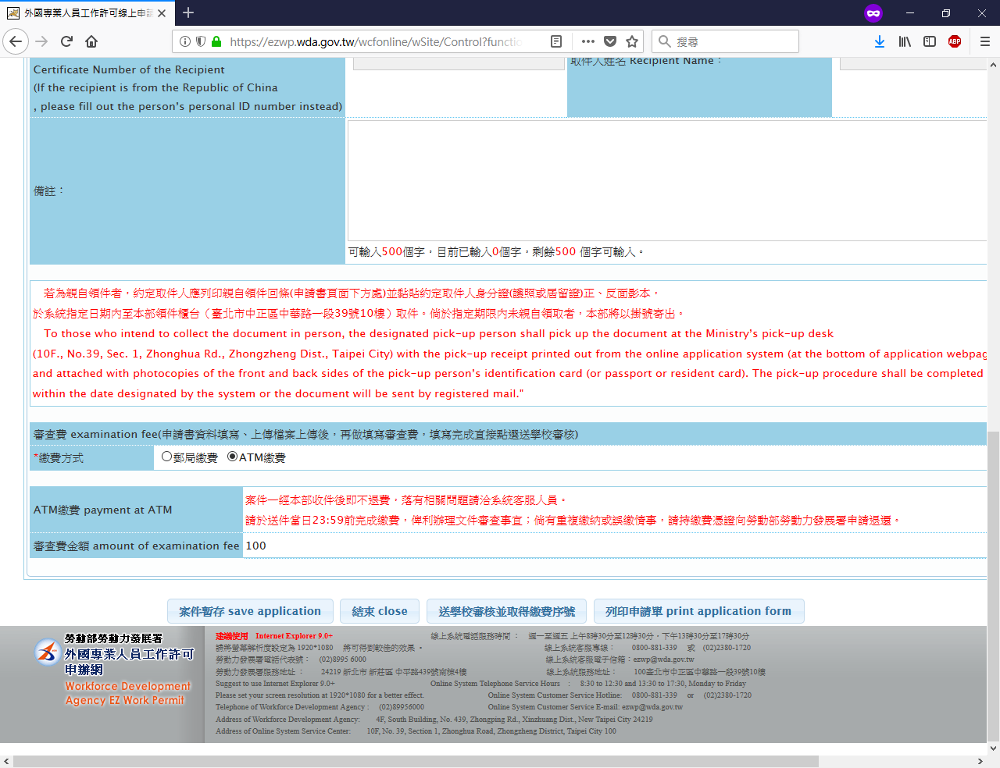 外國專業人員工作許可線上申請
https://ezwp.wda.gov.tw/wcfonline/wSite/Control?functio
搜尋
Certificate Number of the Recipient
(If the recipient is from the Republic of China
, please fill out the person's personal ID number instead)
取件人姓名 Recipient Name：
備註：
可輸入500個字，目前已輸入0個字，剩餘500 個字可輸入。
若為親自領件者，約定取件人應列印親自領件回條(申請書頁面下方處)並黏貼約定取件人身分證(護照或居留證)正、反面影本，
於系統指定日期內至本部領件櫃台（臺北市中正區中華路一段39號10樓）取件。倘於指定期限內未親自領取者，本部將以掛號寄出。
To those who intend to collect the document in person, the designated pick-up person shall pick up the document at the Ministry's pick-up desk
(10F., No.39, Sec. 1, Zhonghua Rd., Zhongzheng Dist., Taipei City) with the pick-up receipt printed out from the online application system (at the bottom of application webpag
and attached with photocopies of the front and back sides of the pick-up person's identification card (or passport or resident card). The pick-up procedure shall be completed
within the date designated by the system or the document will be sent by registered mail."
審查費 examination fee(申請書資料填寫、上傳檔案上傳後，再做填寫審查費，填寫完成直接點選送學校審核)
*繳費方式 郵局繳費 ATM繳費
ATM繳費 payment at ATM
案件一經本部收件後即不退費，落有相關問題請洽系統客服人員。
請於送件當日23:59前完成繳費，俾利辦理文件審查事宜；倘有重複繳納或誤繳情事，請持繳費憑證向勞動部勞動力發展署申請退還。
審查費金額 amount of examination fee 100
案件暫存 save application 結束 close 送學校審核並取得繳費序號 列印申請單 print application form
勞動部勞動力發展署
外國專業人員工作許可
申辦網
Workforce Development
Agency EZ Work Permit
建議使用 Internet Explorer 9.0+ 線上系統電話服務時間： 週一至週五 上午8時30分至12時30分，下午13時30分至17時30分
請將螢幕解析度設定為 1920*1080 將可得到較佳的效果。 線上系統客服專線： 0800-881-339 或 (02)2380-1720
勞動力發展署電話代表號： (02)8995 6000 線上系統客服電子信箱：ezwp@wda.gov.tw
勞動力發展署服務地址： 24219 新北市 新莊區 中平路439號南棟4樓 線上系統服務地址： 100臺北市中正區中華路一段39號10樓
Suggest to use Internet Explorer 9.0+ Online System Telephone Service Hours : 8:30 to 12:30 and 13:30 to 17:30, Monday to Friday
Please set your screen resolution at 1920*1080 for a better effect. Online System Customer Service Hotline: 0800-881-339 or (02)2380-1720
Telephone of Workforce Development Agency : (02)89956000 Online System Customer Service E-mail: ezwp@wda.gov.tw
Address of Workforce Development Agency: 4F, South Building, No. 439, Zhongping Rd., Xinzhuang Dist., New Taipei City 24219
Address of Online System Service Center: 10F, No. 39, Section 1, Zhonghua Road, Zhongzheng District, Taipei City 100